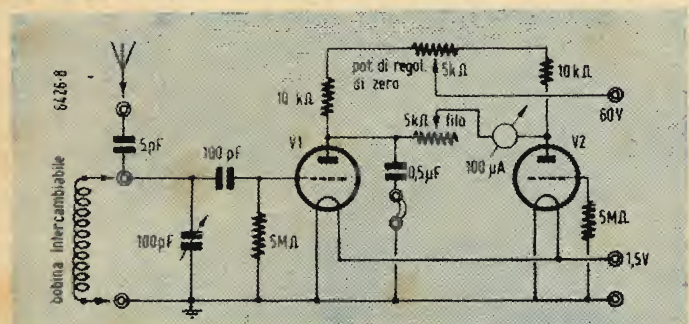 6426-8
5pF
bobina intercambiabile
100pF
100 pF
5MΩ
10 kΩ
V1
pot di regol.
di zero
5kΩ
5kΩ filo
0,5µF
100 µA
10kΩ
V2
60V
5MΩ
1,5V